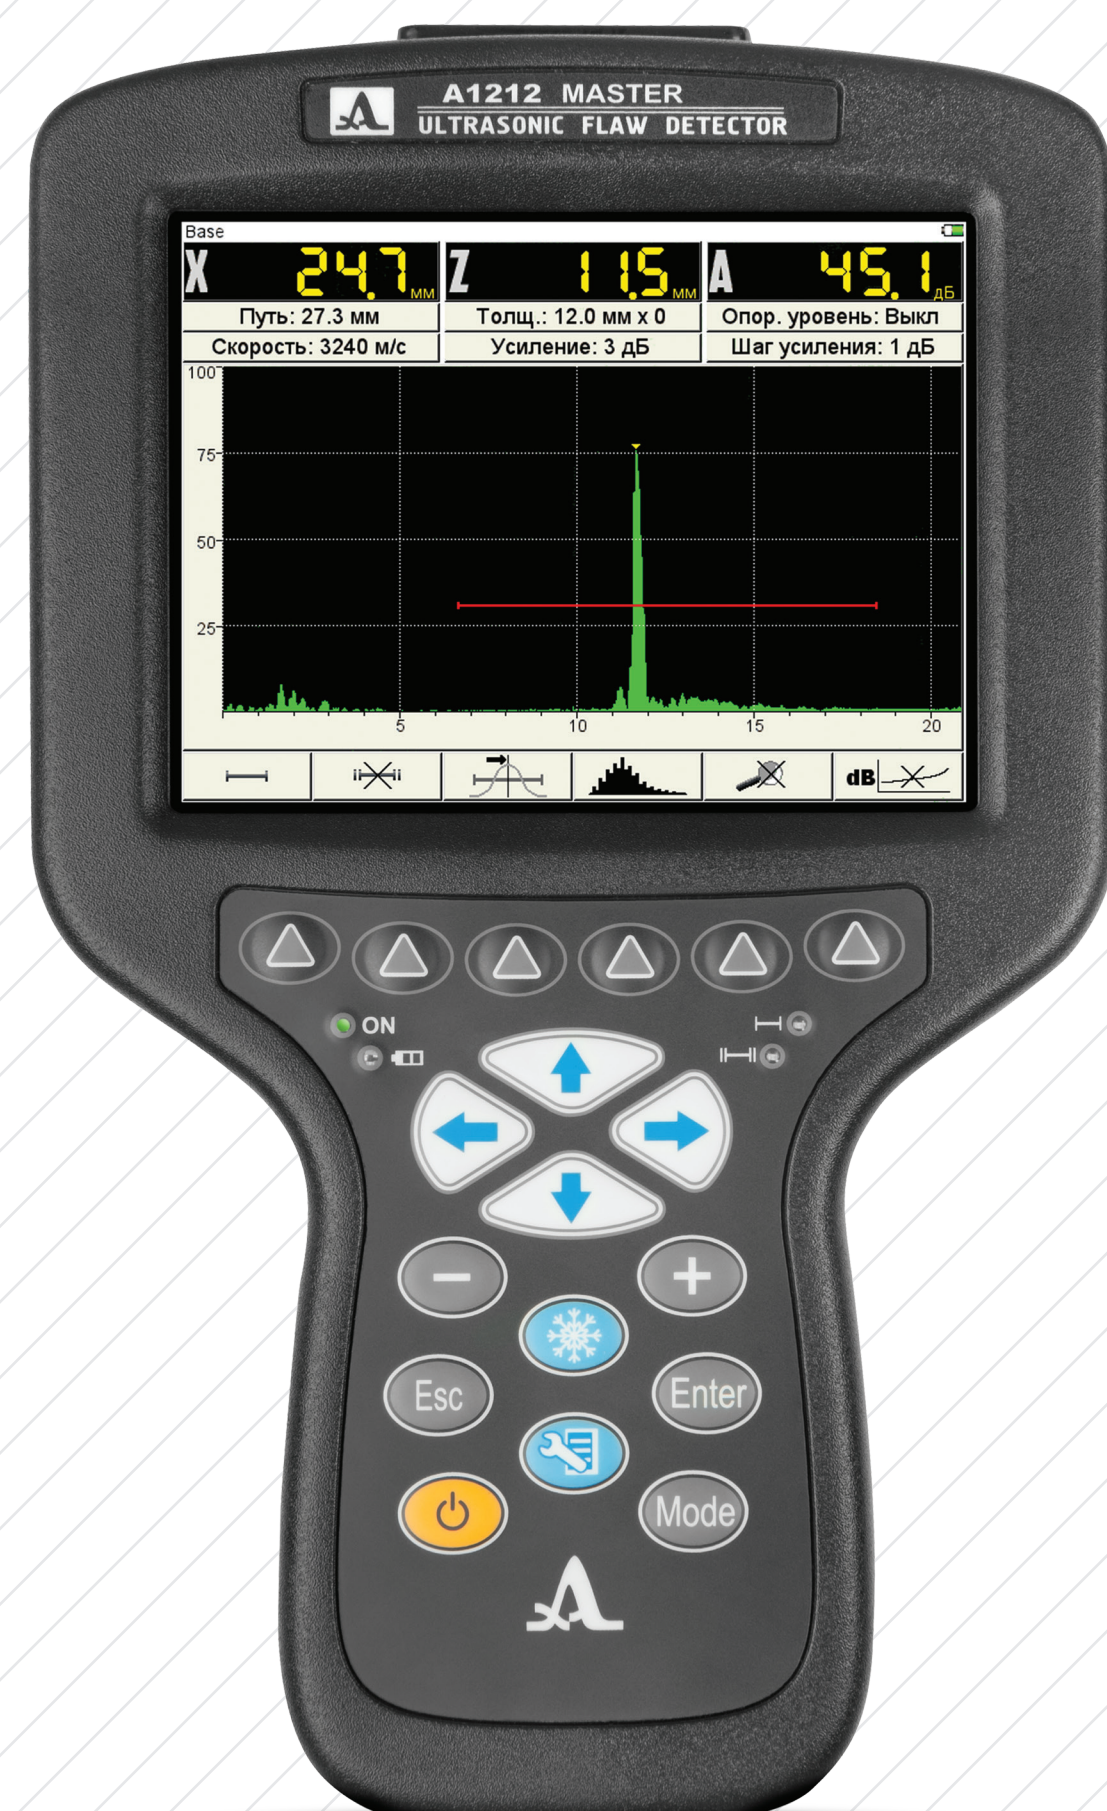 A1212 MASTER
ULTRASONIC FLAW DETECTOR
Base
X 24.7 мм Z 11.5 мм A 45.1 дБ
Путь: 27.3 мм Толщ.: 12.0 мм x 0 Опор. уровень: Выкл
Скорость: 3240 м/с Усиление: 3 дБ Шаг усиления: 1 дБ
100
75
50
25
5 10 15 20
dB
ON
Esc
Enter
Mode